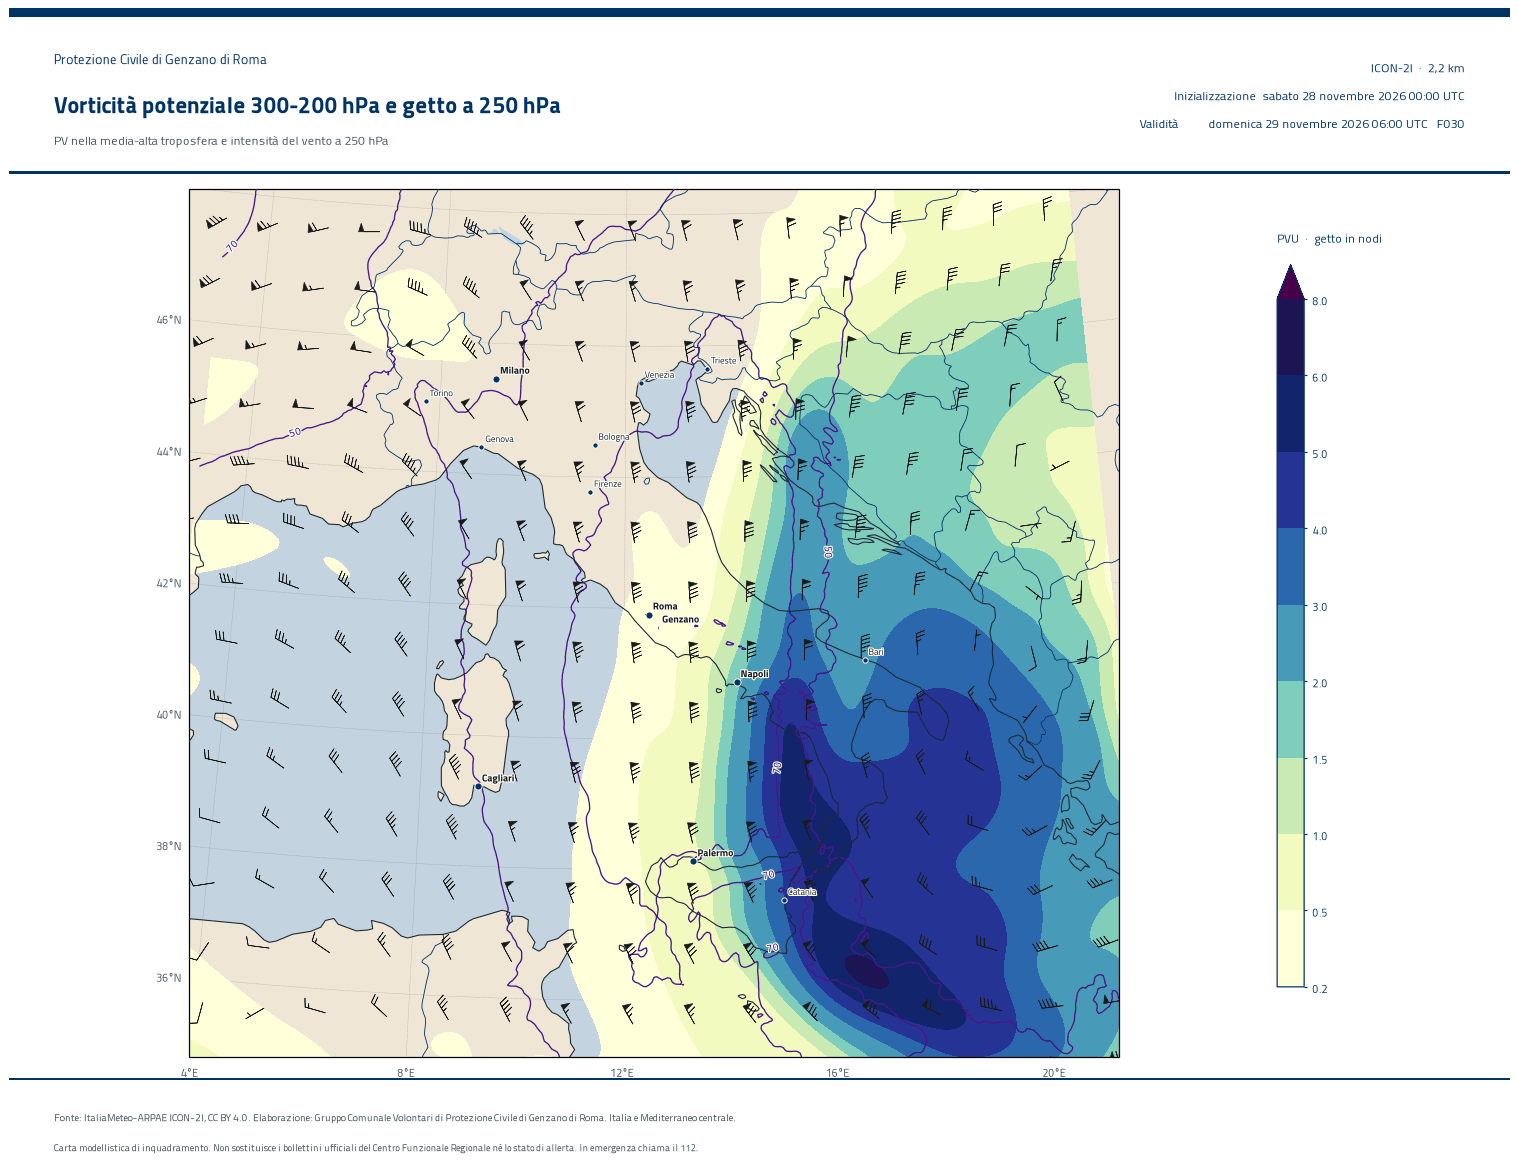 Protezione Civile di Genzano di Roma
Vorticità potenziale 300-200 hPa e getto a 250 hPa
PV nella media-alta troposfera e intensità del vento a 250 hPa
ICON-2I · 2,2 km
Inizializzazione sabato 28 novembre 2026 00:00 UTC
Validità domenica 29 novembre 2026 06:00 UTC F030
PVU · getto in nodi
8.0
6.0
5.0
4.0
3.0
2.0
1.5
1.0
0.5
0.2
46°N
44°N
42°N
40°N
38°N
36°N
4°E
8°E
12°E
16°E
20°E
70
50
50
70
70
70
Milano
Torino
Venezia
Trieste
Genova
Bologna
Firenze
Roma
Genzano
Napoli
Bari
Cagliari
Palermo
Catania
Fonte: ItaliaMeteo-ARPAE ICON-2I, CC BY 4.0. Elaborazione: Gruppo Comunale Volontari di Protezione Civile di Genzano di Roma. Italia e Mediterraneo centrale.
Carta modellistica di inquadramento. Non sostituisce i bollettini ufficiali del Centro Funzionale Regionale né lo stato di allerta. In emergenza chiama il 112.